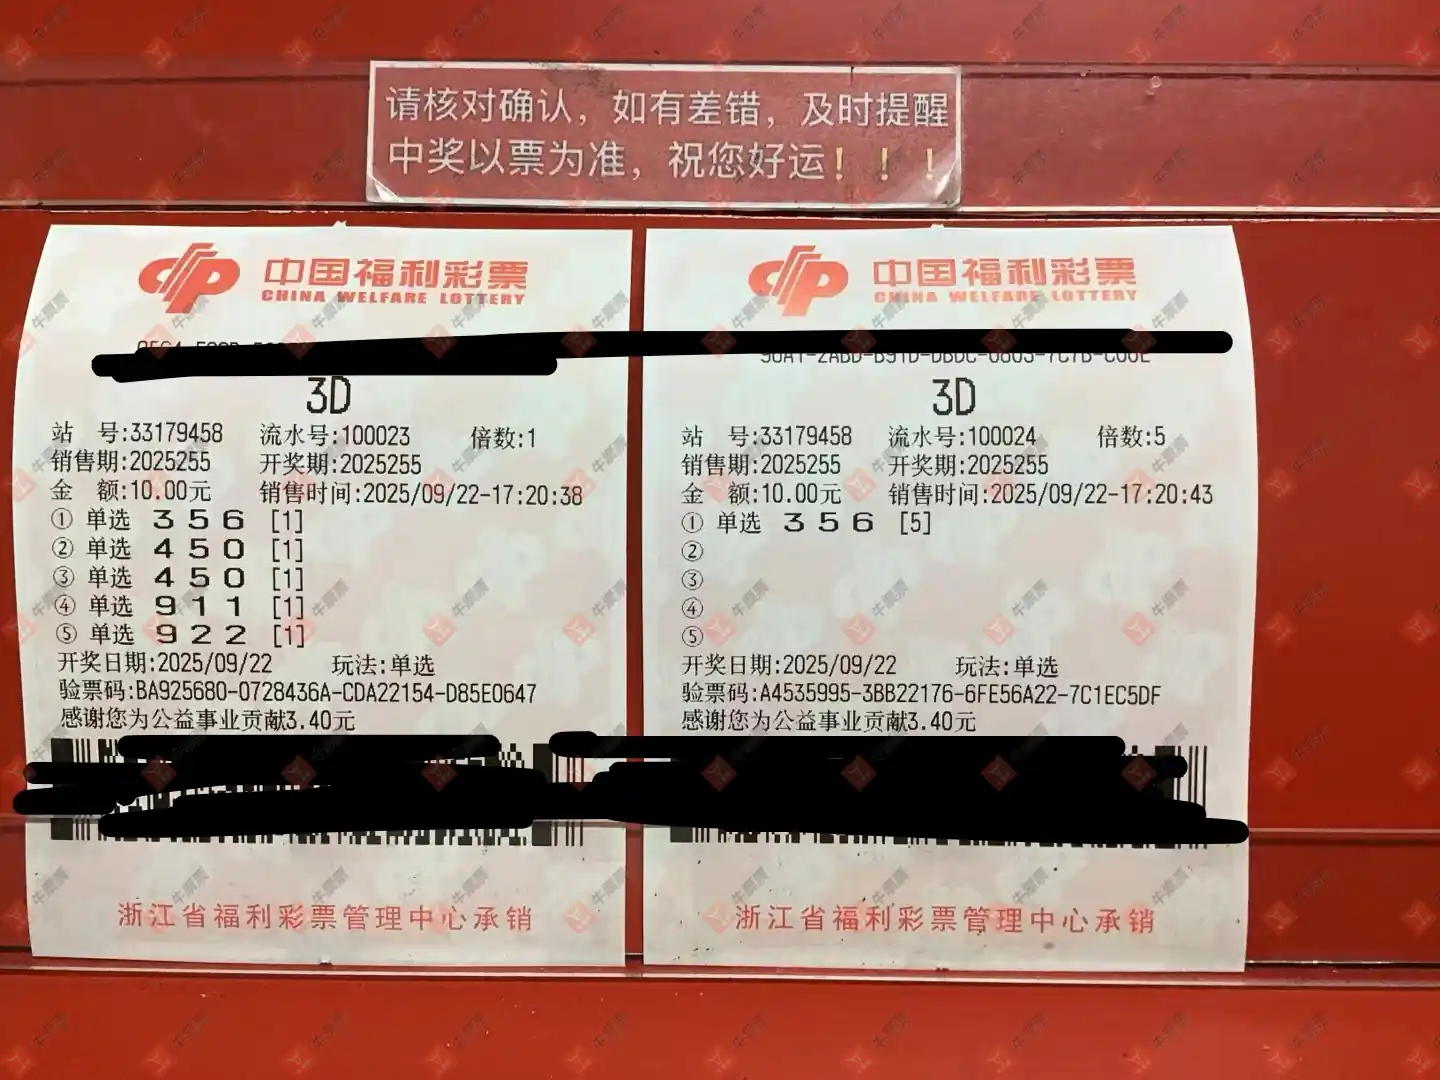 请核对确认，如有差错，及时提醒
中奖以票为准，祝您好运！！！
中国福利彩票
CHINA WELFARE LOTTERY
3D
站 号:33179458 流水号:100023 倍数:1
销售期:2025255 开奖期:2025255
金 额:10.00元 销售时间:2025/09/22-17:20:38
① 单选 3 5 6 [1]
② 单选 4 5 0 [1]
③ 单选 4 5 0 [1]
④ 单选 9 1 1 [1]
⑤ 单选 9 2 2 [1]
开奖日期:2025/09/22 玩法:单选
验票码:BA925680-0728436A-CDA22154-D85E0647
感谢您为公益事业贡献3.40元
浙江省福利彩票管理中心承销
中国福利彩票
CHINA WELFARE LOTTERY
3D
站 号:33179458 流水号:100024 倍数:5
销售期:2025255 开奖期:2025255
金 额:10.00元 销售时间:2025/09/22-17:20:43
① 单选 3 5 6 [5]
②
③
④
⑤
开奖日期:2025/09/22 玩法:单选
验票码:A4535995-3BB22176-6FE56A22-7C1EC5DF
感谢您为公益事业贡献3.40元
浙江省福利彩票管理中心承销